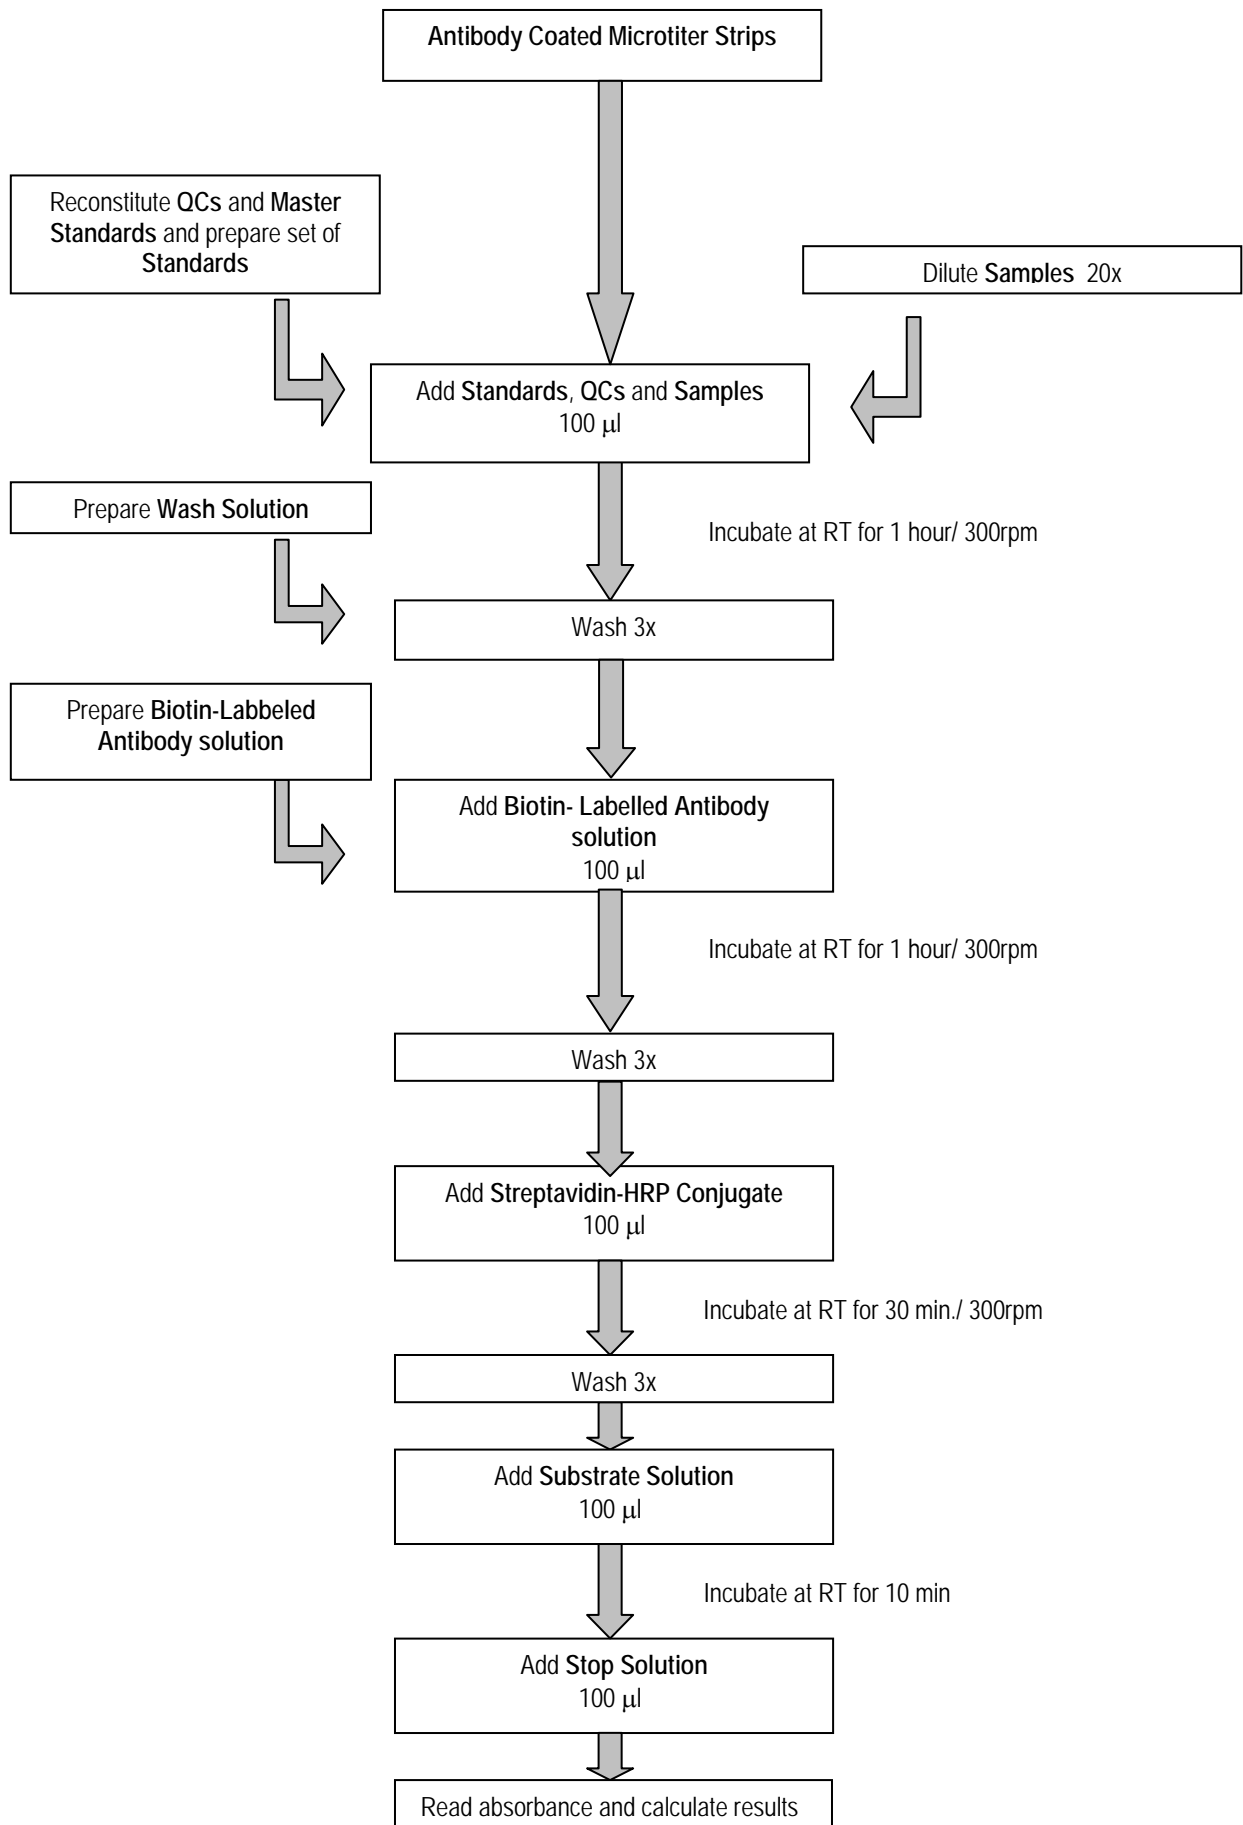 Antibody Coated Microtiter Strips
Reconstitute QCs and Master
Standards and prepare set of
Standards
Dilute Samples 20x
Add Standards, QCs and Samples
100 µl
Prepare Wash Solution
Incubate at RT for 1 hour/ 300rpm
Wash 3x
Prepare Biotin-Labbeled
Antibody solution
Add Biotin- Labelled Antibody
solution
100 µl
Incubate at RT for 1 hour/ 300rpm
Wash 3x
Add Streptavidin-HRP Conjugate
100 µl
Incubate at RT for 30 min./ 300rpm
Wash 3x
Add Substrate Solution
100 µl
Incubate at RT for 10 min
Add Stop Solution
100 µl
Read absorbance and calculate results